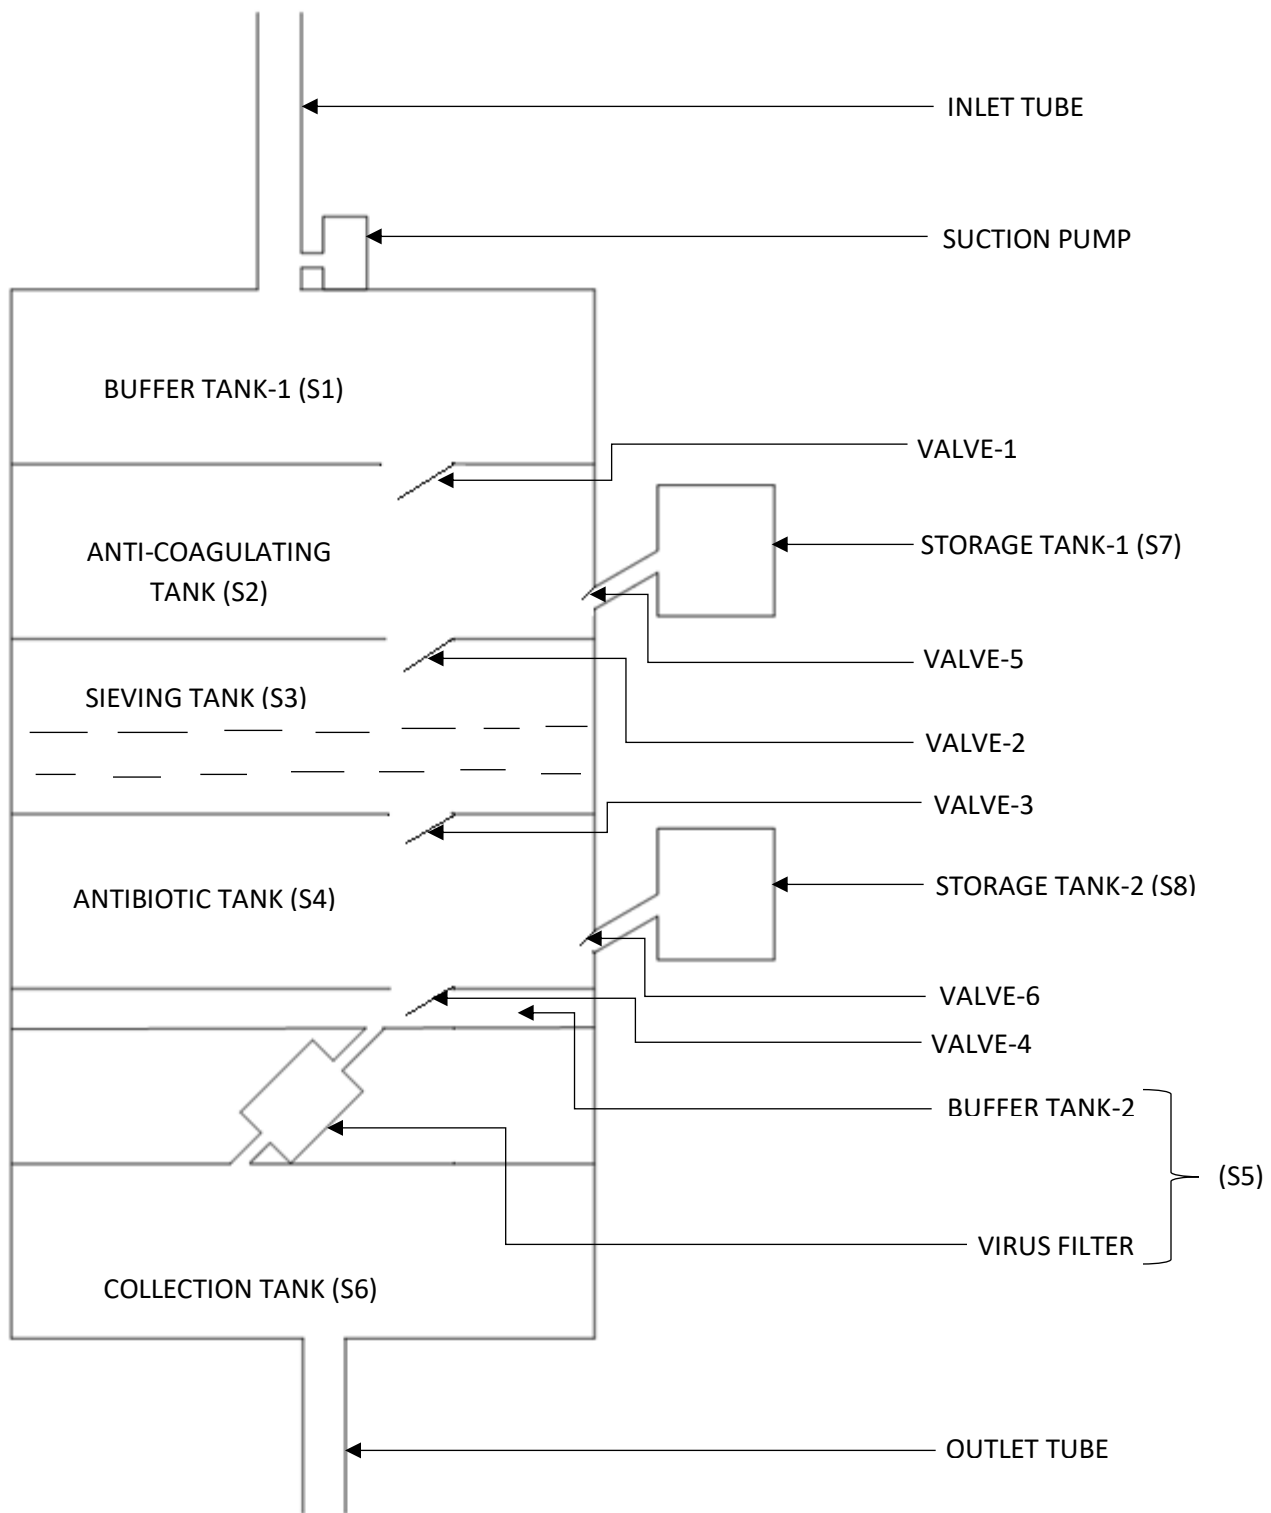 INLET TUBE
SUCTION PUMP
BUFFER TANK-1 (S1)
VALVE-1
ANTI-COAGULATING
TANK (S2)
STORAGE TANK-1 (S7)
VALVE-5
SIEVING TANK (S3)
VALVE-2
VALVE-3
ANTIBIOTIC TANK (S4)
STORAGE TANK-2 (S8)
VALVE-6
VALVE-4
BUFFER TANK-2
(S5)
VIRUS FILTER
COLLECTION TANK (S6)
OUTLET TUBE